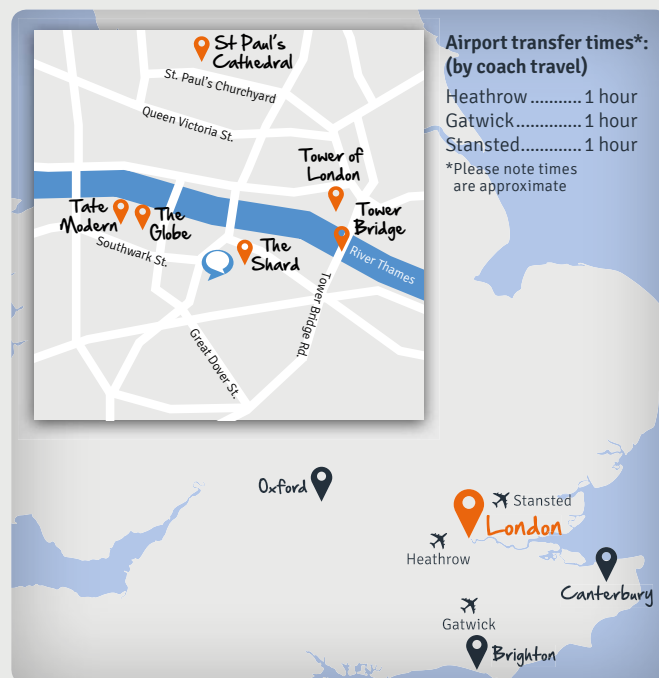 St Paul's
Cathedral
St. Paul's Churchyard
Queen Victoria St.
Tower of
London
Tate
Modern
The
Globe
Tower
Bridge
Southwark St.
The
Shard
River Thames
Tower Bridge Rd.
Great Dover St.
Airport transfer times*:
(by coach travel)
Heathrow...........1 hour
Gatwick.............1 hour
Stansted............1 hour
*Please note times
are approximate
Oxford
Stansted
London
Heathrow
Canterbury
Gatwick
Brighton